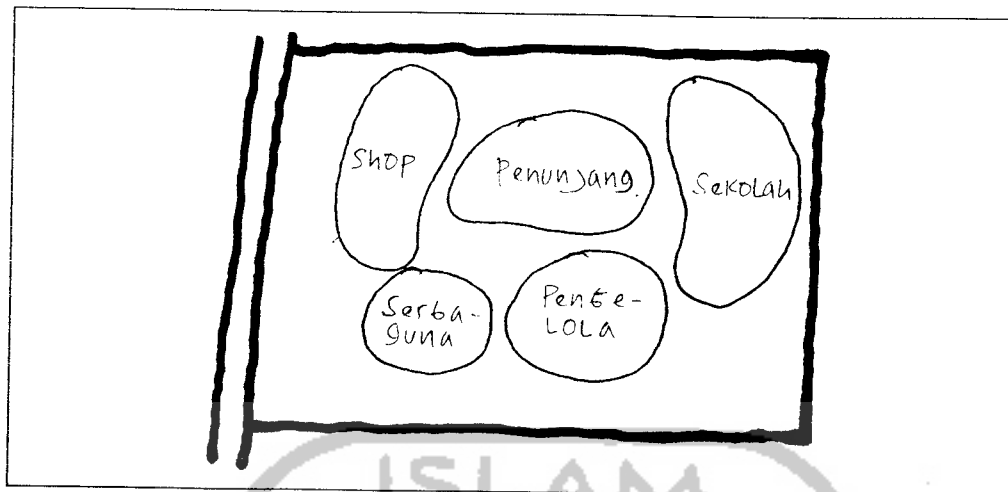 Shop
Penunjang
Sekolah
Serba-
guna
Penge-
LOLA
ISLAM